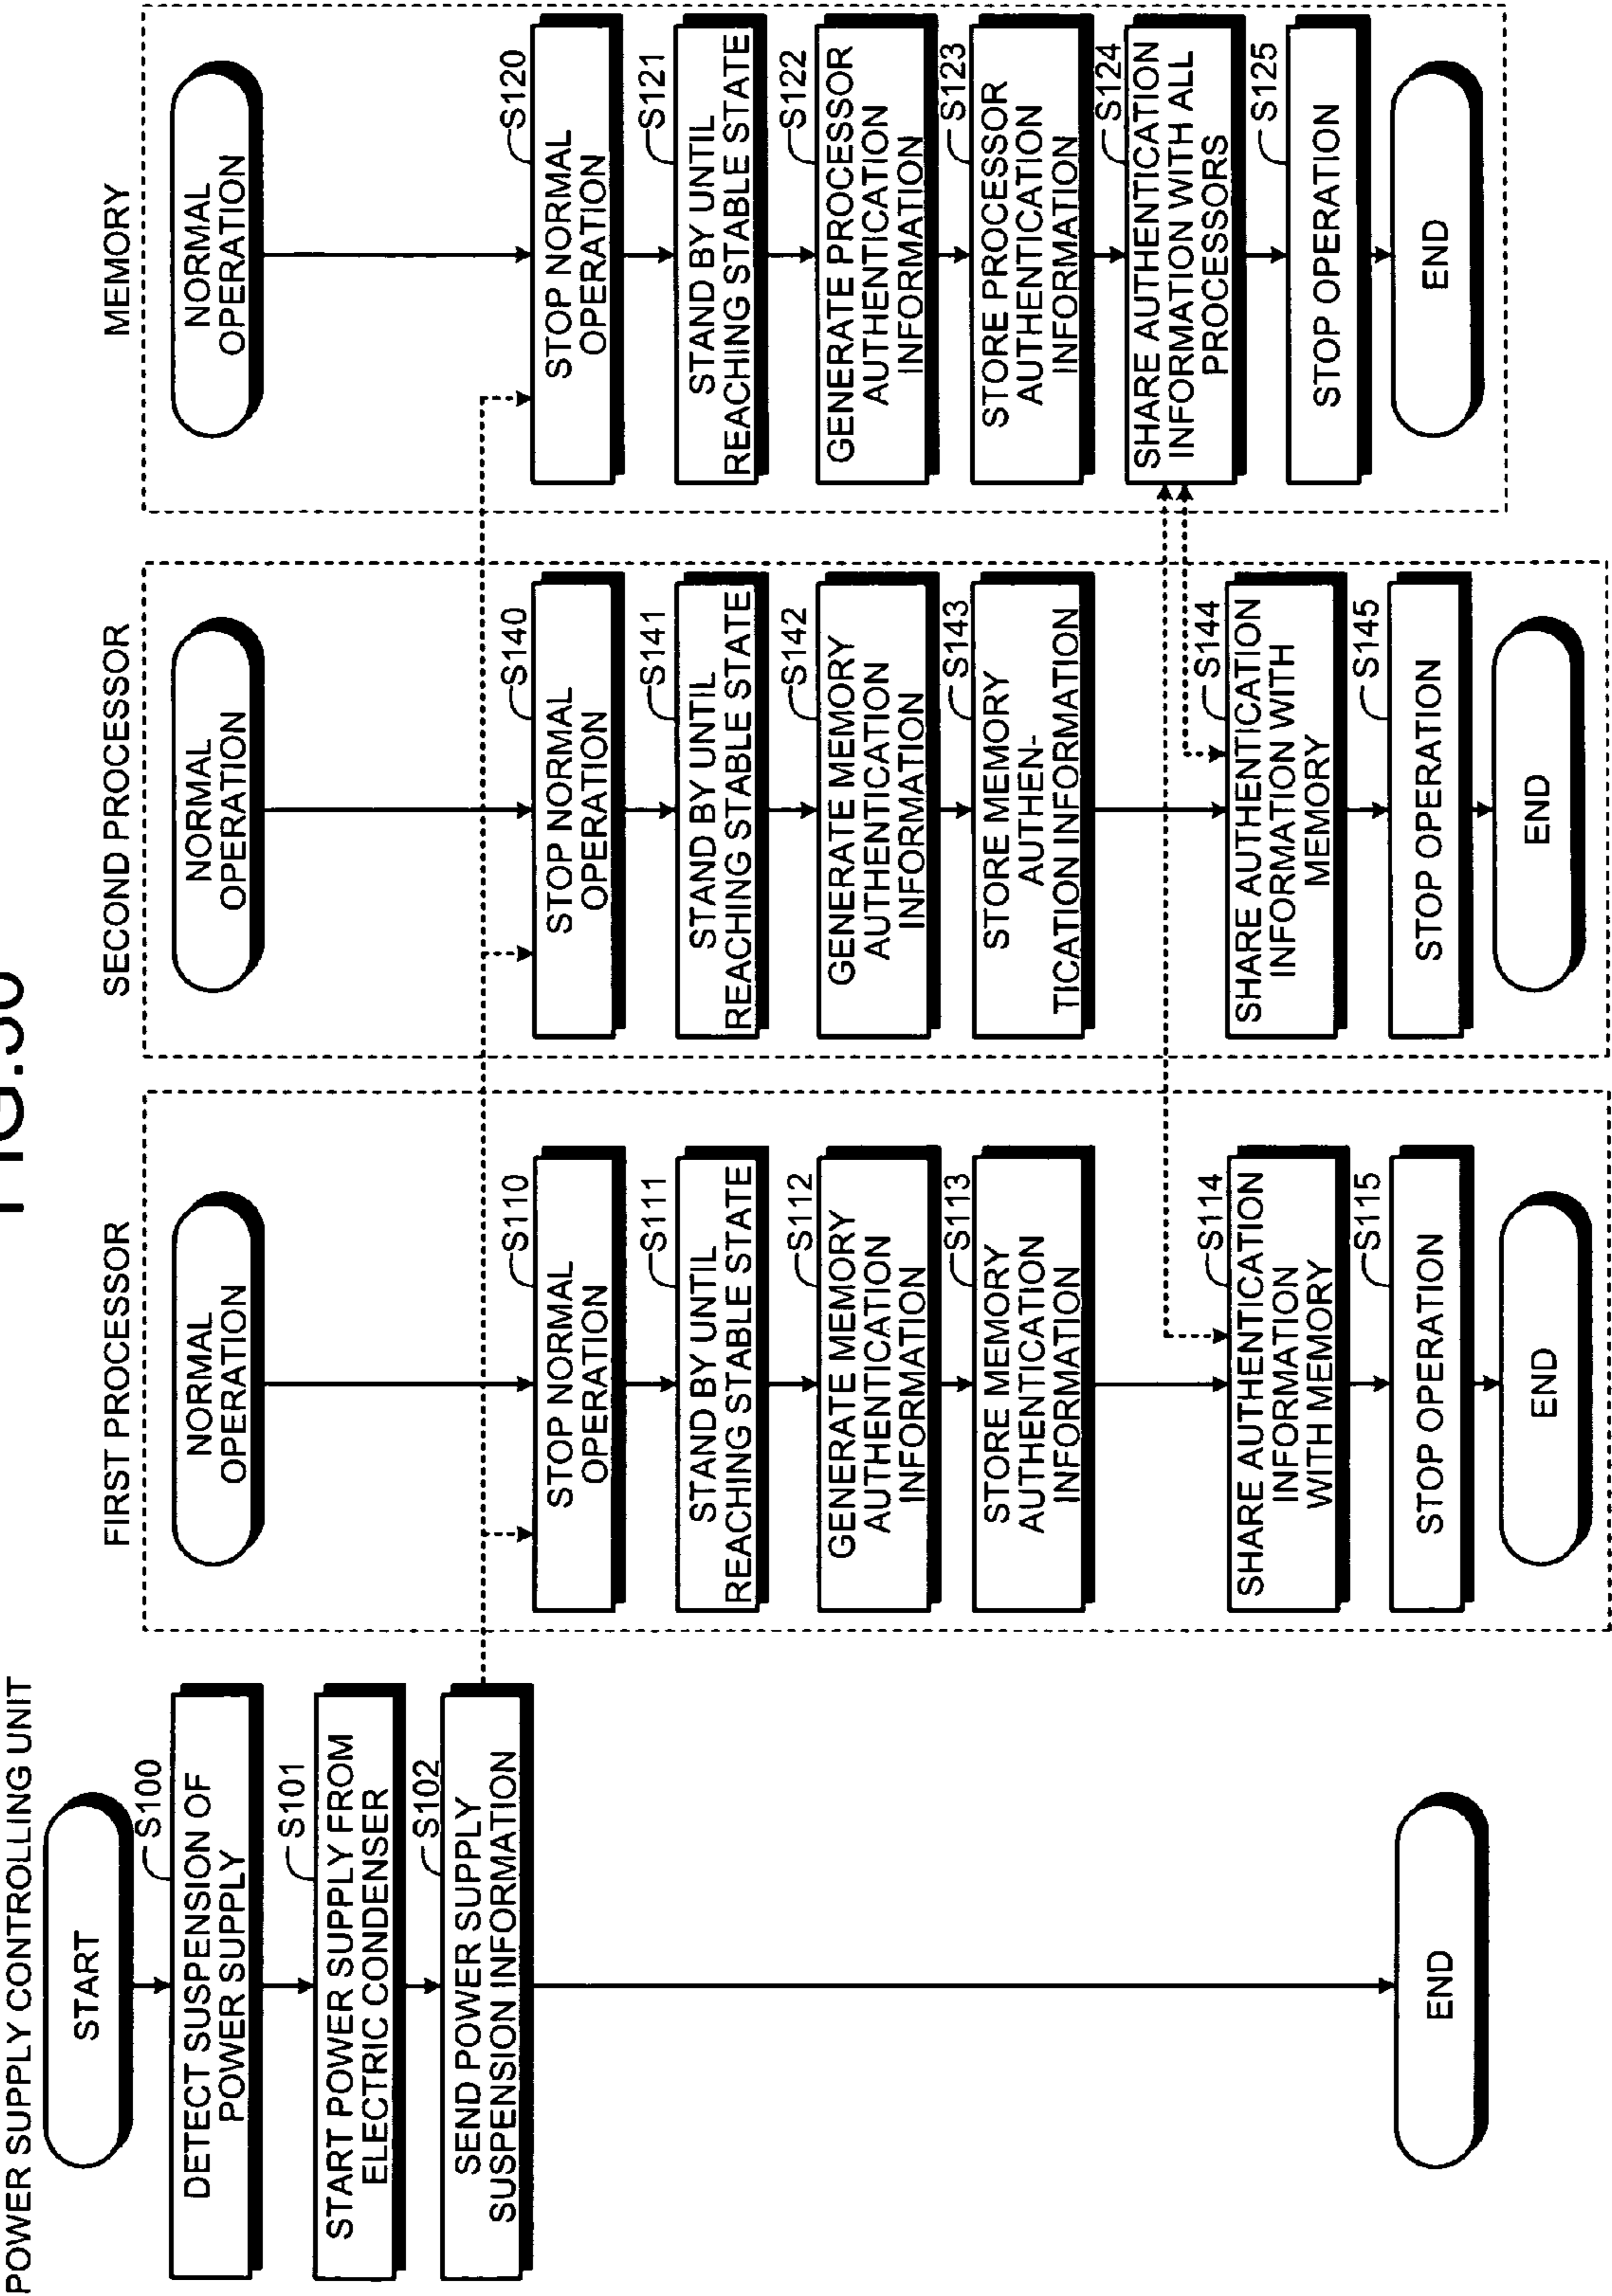 FIG.30
POWER SUPPLY CONTROLLING UNIT
START
S100
DETECT SUSPENSION OF
POWER SUPPLY
S101
START POWER SUPPLY FROM
ELECTRIC CONDENSER
S102
SEND POWER SUPPLY
SUSPENSION INFORMATION
END
FIRST PROCESSOR
NORMAL
OPERATION
S110
STOP NORMAL
OPERATION
S111
STAND BY UNTIL
REACHING STABLE STATE
S112
GENERATE MEMORY
AUTHENTICATION
INFORMATION
S113
STORE MEMORY
AUTHENTICATION
INFORMATION
S114
SHARE AUTHENTICATION
INFORMATION
WITH MEMORY
S115
STOP OPERATION
END
SECOND PROCESSOR
NORMAL
OPERATION
S140
STOP NORMAL
OPERATION
S141
STAND BY UNTIL
REACHING STABLE STATE
S142
GENERATE MEMORY
AUTHENTICATION
INFORMATION
S143
STORE MEMORY
AUTHEN-
TICATION INFORMATION
S144
SHARE AUTHENTICATION
INFORMATION WITH
MEMORY
S145
STOP OPERATION
END
MEMORY
NORMAL
OPERATION
S120
STOP NORMAL
OPERATION
S121
STAND BY UNTIL
REACHING STABLE STATE
S122
GENERATE PROCESSOR
AUTHENTICATION
INFORMATION
S123
STORE PROCESSOR
AUTHENTICATION
INFORMATION
S124
SHARE AUTHENTICATION
INFORMATION WITH ALL
PROCESSORS
S125
STOP OPERATION
END